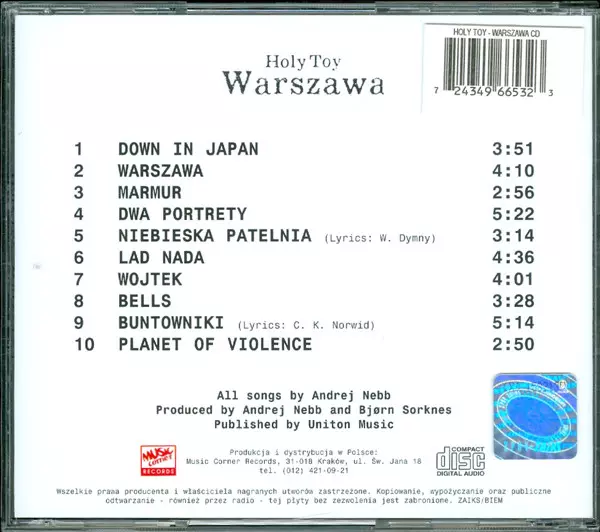 HOLY TOY - WARSZAWA CD
7 24349 66532 3
Holy Toy
Warszawa
1 DOWN IN JAPAN 3:51
2 WARSZAWA 4:10
3 MARMUR 2:56
4 DWA PORTRETY 5:22
5 NIEBIESKA PATELNIA (Lyrics: W. Dymny) 3:14
6 LAD NADA 4:36
7 WOJTEK 4:01
8 BELLS 3:28
9 BUNTOWNIKI (Lyrics: C. K. Norwid) 5:14
10 PLANET OF VIOLENCE 2:50
All songs by Andrej Nebb
Produced by Andrej Nebb and Bjørn Sorknes
Published by Uniton Music
MUSIC
corner
RECORDS
Produkcja i dystrybucja w Polsce:
Music Corner Records, 31-018 Kraków, ul. Św. Jana 18
tel. (012) 421-09-21
COMPACT
disc
DIGITAL AUDIO
Wszelkie prawa producenta i właściciela nagranych utworów zastrzeżone. Kopiowanie, wypożyczanie oraz publiczne
odtwarzanie - również przez radio - tej płyty bez zezwolenia jest zabronione. ZAIKS/BIEM